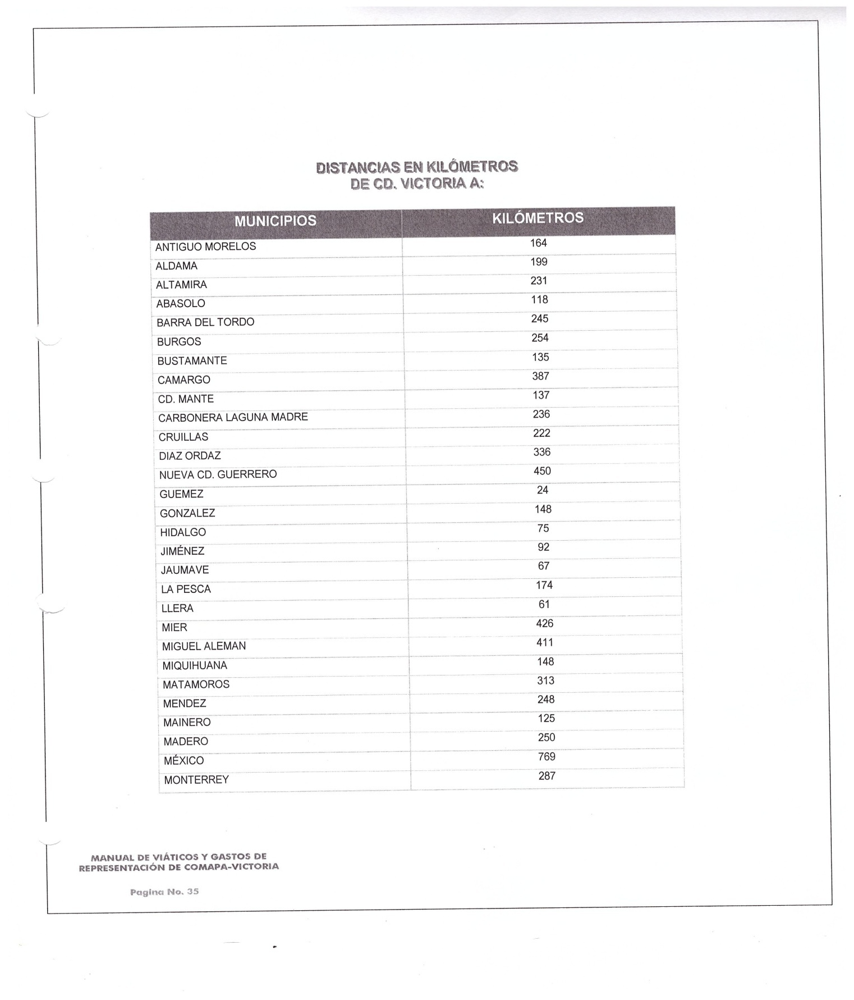 DISTANCIAS EN KILÓMETROS
DE CD. VICTORIA A:
MUNICIPIOS KILÓMETROS
ANTIGUO MORELOS 164
ALDAMA 199
ALTAMIRA 231
ABASOLO 118
BARRA DEL TORDO 245
BURGOS 254
BUSTAMANTE 135
CAMARGO 387
CD. MANTE 137
CARBONERA LAGUNA MADRE 236
CRUILLAS 222
DIAZ ORDAZ 336
NUEVA CD. GUERRERO 450
GUEMEZ 24
GONZALEZ 148
HIDALGO 75
JIMÉNEZ 92
JAUMAVE 67
LA PESCA 174
LLERA 61
MIER 426
MIGUEL ALEMAN 411
MIQUIHUANA 148
MATAMOROS 313
MENDEZ 248
MAINERO 125
MADERO 250
MÉXICO 769
MONTERREY 287
MANUAL DE VIÁTICOS Y GASTOS DE
REPRESENTACIÓN DE COMAPA-VICTORIA
Pagina No. 35